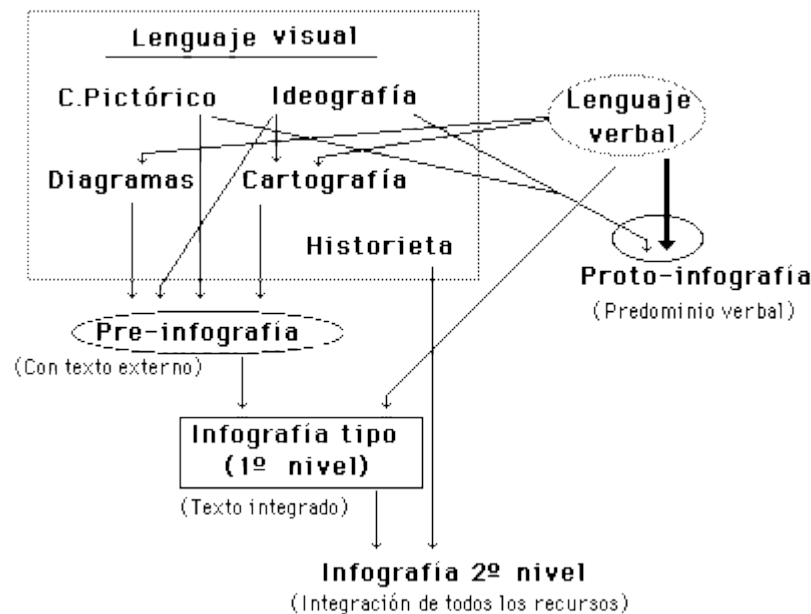 Lenguaje visual
C.Pictórico
Ideografía
Lenguaje
verbal
Diagramas
Cartografía
Historieta
Proto-infografía
(Predominio verbal)
Pre-infografía
(Con texto externo)
Infografía tipo
(1º nivel)
(Texto integrado)
Infografía 2º nivel
(Integración de todos los recursos)